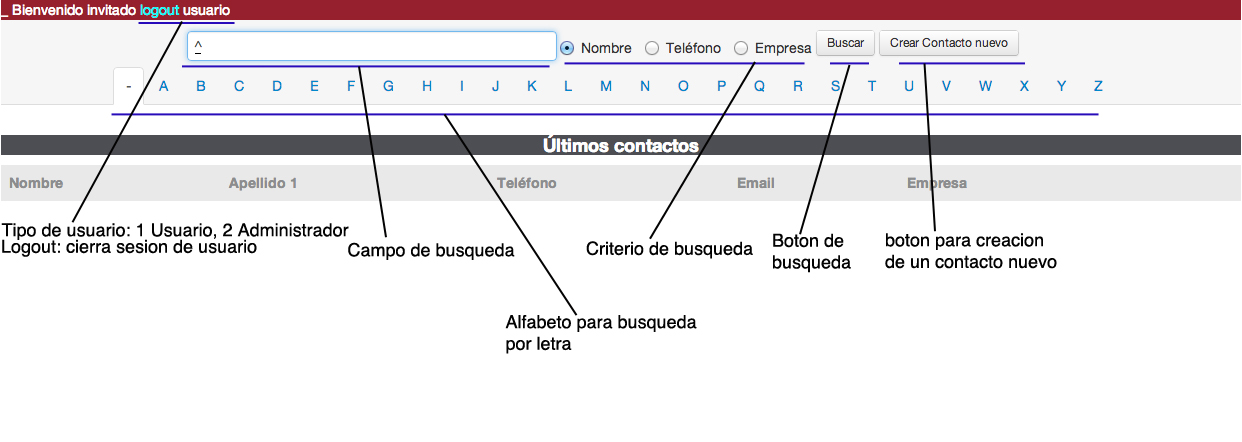 _ Bienvenido invitado logout usuario
^ Nombre Teléfono Empresa Buscar Crear Contacto nuevo
- A B C D E F G H I J K L M N O P Q R S T U V W X Y Z
Últimos contactos
Nombre Apellido 1 Teléfono Email Empresa
Tipo de usuario: 1 Usuario, 2 Administrador
Logout: cierra sesion de usuario
Campo de busqueda
Criterio de busqueda
Boton de
busqueda
boton para creacion
de un contacto nuevo
Alfabeto para busqueda
por letra